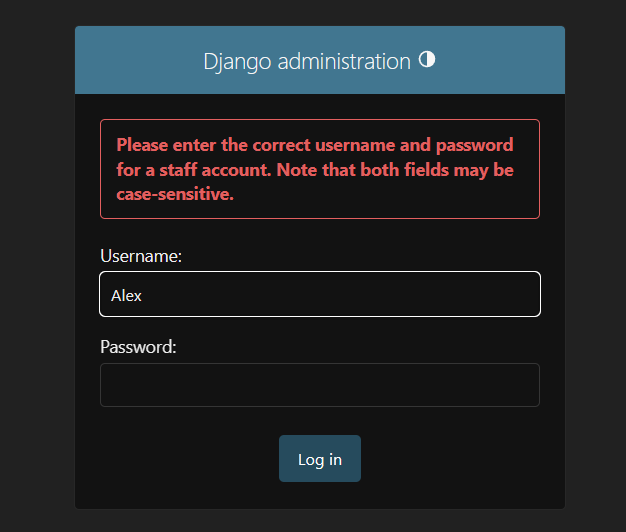 Django administration
Please enter the correct username and password
for a staff account. Note that both fields may be
case-sensitive.
Username:
Alex
Password:
Log in